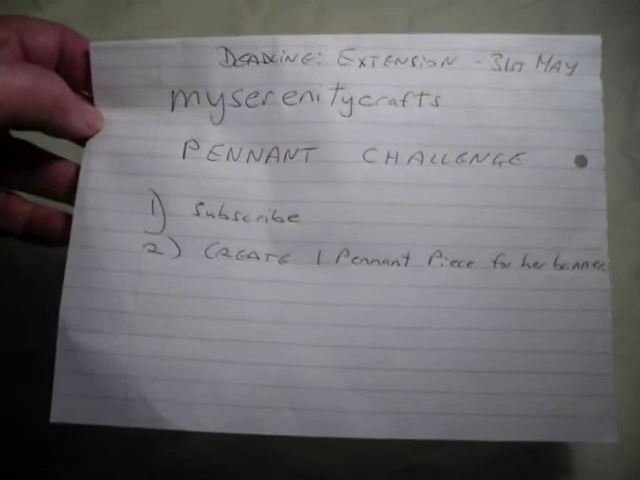 DEADLINE: EXTENSION - 31st MAY
myserenitycrafts
PENNANT CHALLENGE
1) Subscribe
2) CREATE 1 Pennant Piece for her banner